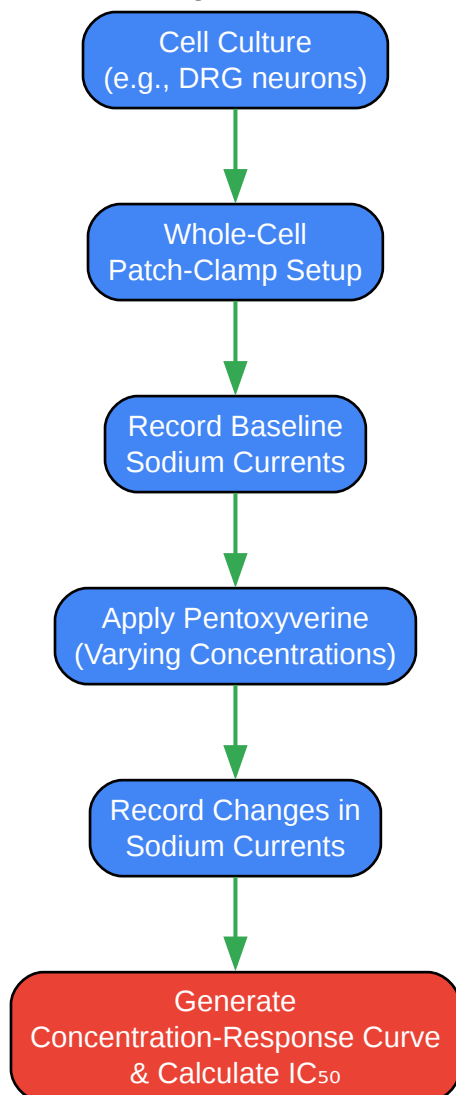 Cell Culture
(e.g., DRG neurons)
Whole-Cell
Patch-Clamp Setup
Record Baseline
Sodium Currents
Apply Pentoxyverine
(Varying Concentrations)
Record Changes in
Sodium Currents
Generate
Concentration-Response Curve
& Calculate IC₅₀